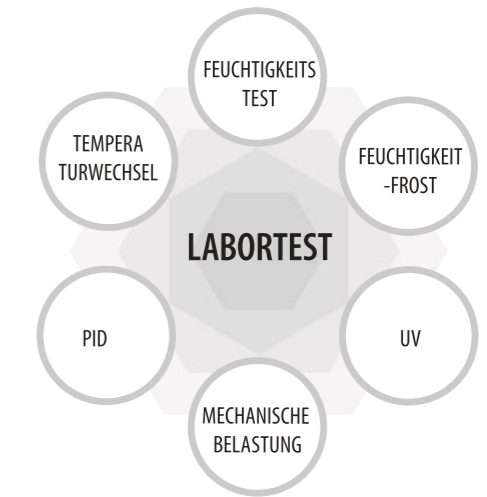 FEUCHTIGKEITS
TEST
TEMPERA
TURWECHSEL
FEUCHTIGKEIT
-FROST
LABORTEST
PID
UV
MECHANISCHE
BELASTUNG